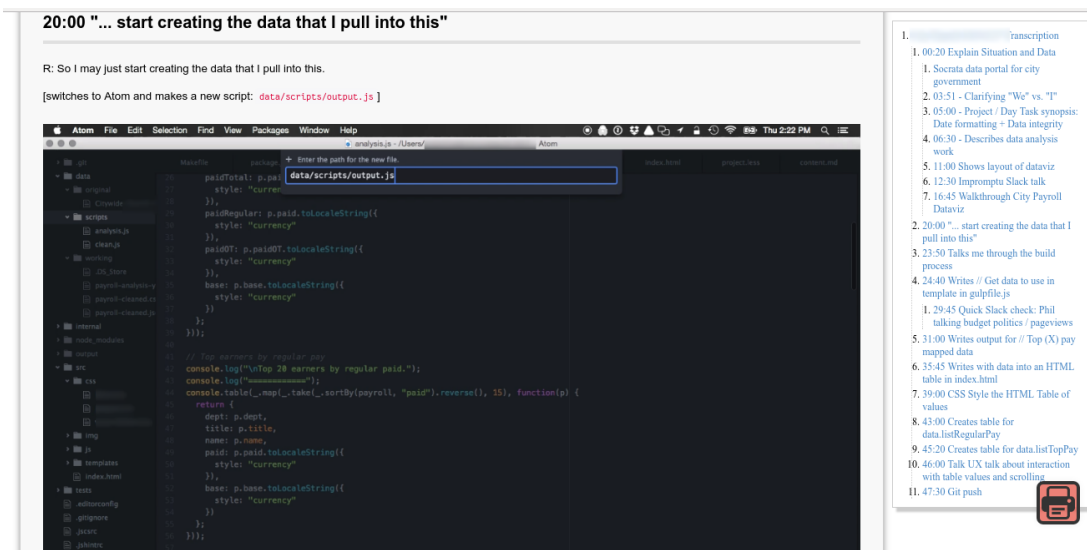 20:00 "... start creating the data that I pull into this"
R: So I may just start creating the data that I pull into this.
[switches to Atom and makes a new script: data/scripts/output.js ]
Atom File Edit Selection Find View Packages Window Help
Thu 2:22 PM
analysis.js - /Users/ Atom
.git
data
original
Citywide
scripts
analysis.js
clean.js
working
.DS_Store
payroll-analysis-y
payroll-cleaned.cs
payroll-cleaned.js
internal
node_modules
output
src
css
img
js
templates
index.html
tests
.editorconfig
.gitignore
.jscsrc
.jshintrc
Makefile package. index.html project.less content.md
Enter the path for the new file.
data/scripts/output.js
paidTotal: p.pai
style: "curren
}),
paidRegular: p.paid.toLocaleString({
style: "currency"
}),
paidOT: p.paidOT.toLocaleString({
style: "currency"
}),
base: p.base.toLocaleString({
style: "currency"
})
};
}));
// Top earners by regular pay
console.log("\nTop 20 earners by regular paid.");
console.log("============");
console.table(_.map(_.take(_.sortBy(payroll, "paid").reverse(), 15), function(p) {
return {
dept: p.dept,
title: p.title,
name: p.name,
paid: p.paid.toLocaleString({
style: "currency"
}),
base: p.base.toLocaleString({
style: "currency"
})
};
}));
1. ranscription
1. 00:20 Explain Situation and Data
1. Socrata data portal for city
government
2. 03:51 - Clarifying "We" vs. "I"
3. 05:00 - Project / Day Task synopsis:
Date formatting + Data integrity
4. 06:30 - Describes data analysis
work
5. 11:00 Shows layout of dataviz
6. 12:30 Impromptu Slack talk
7. 16:45 Walkthrough City Payroll
Dataviz
2. 20:00 "... start creating the data that I
pull into this"
3. 23:50 Talks me through the build
process
4. 24:40 Writes // Get data to use in
template in gulpfile.js
1. 29:45 Quick Slack check: Phil
talking budget politics / pageviews
5. 31:00 Writes output for // Top (X) pay
mapped data
6. 35:45 Writes with data into an HTML
table in index.html
7. 39:00 CSS Style the HTML Table of
values
8. 43:00 Creates table for
data.listRegularPay
9. 45:20 Creates table for data.listTopPay
10. 46:00 Talk UX talk about interaction
with table values and scrolling
11. 47:30 Git push